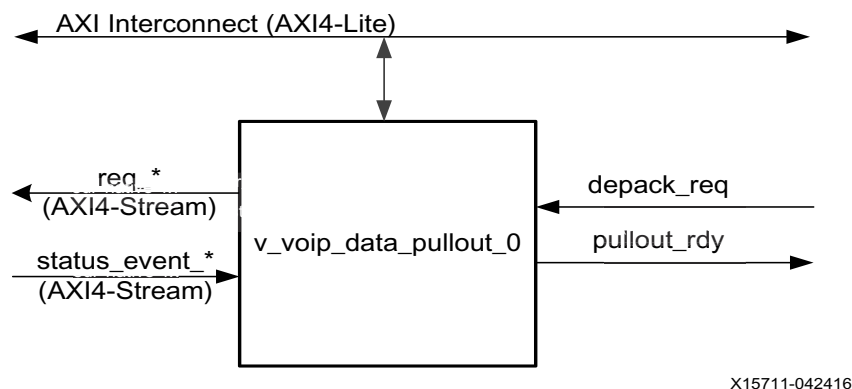 AXI Interconnect (AXI4-Lite)
req_*
(AXI4-Stream)
depack_req
v_voip_data_pullout_0
pullout_rdy
status_event_*
(AXI4-Stream)
X15711-042416